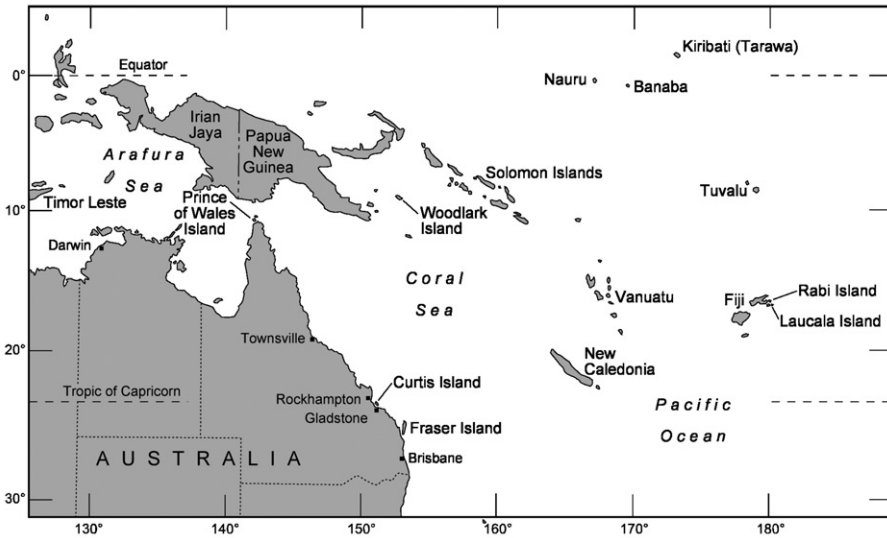 Kiribati (Tarawa)
Equator
0°
Nauru
Banaba
Irian
Jaya
Papua
New
Guinea
Arafura
Sea
Solomon Islands
Tuvalu
Timor Leste
Prince
of Wales
Island
Woodlark
Island
10°
Darwin
Coral
Sea
Vanuatu
Fiji
Rabi Island
Laucala Island
Townsville
20°
New
Caledonia
Tropic of Capricorn
Curtis Island
Rockhampton
Gladstone
Pacific
Ocean
Fraser Island
AUSTRALIA
Brisbane
30°
130°
140°
150°
160°
170°
180°